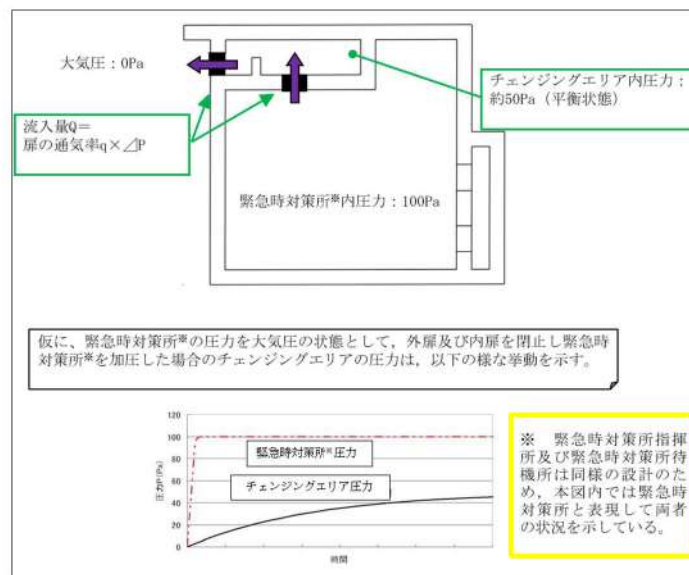 大気圧：0Pa
チェンジングエリア内圧力：
約50Pa（平衡状態）
流入量Q＝
扉の通気率q×⊿P
緊急時対策所※内圧力：100Pa
仮に、緊急時対策所※の圧力を大気圧の状態として，外扉及び内扉を閉止し緊急時
対策所※を加圧した場合のチェンジングエリアの圧力は，以下の様な挙動を示す。
120
100
80
60
40
20
0
圧力P(Pa)
緊急時対策所※圧力
チェンジングエリア圧力
時間
※　緊急時対策所指揮
所及び緊急時対策所待
機所は同様の設計のた
め，本図内では緊急時
対策所と表現して両者
の状況を示している。